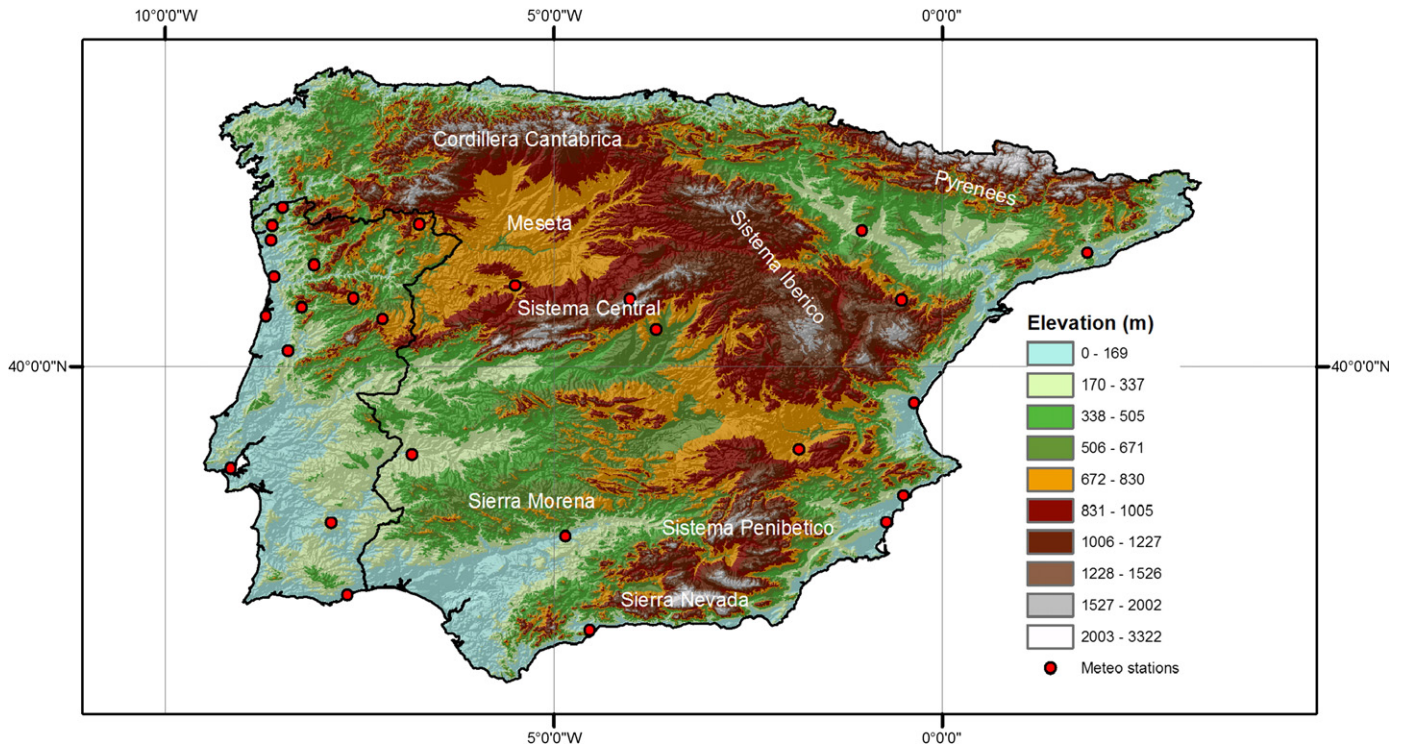 10°0'0"W 5°0'0"W 0°0'0"
Cordillera Cantabrica
Pyrenees
Meseta
Sistema Iberico
Sistema Central
Elevation (m)
0 - 169
40°0'0"N 40°0'0"N
170 - 337
338 - 505
506 - 671
672 - 830
Sierra Morena
831 - 1005
Sistema Penibetico
1006 - 1227
1228 - 1526
Sierra Nevada
1527 - 2002
2003 - 3322
Meteo stations
5°0'0"W 0°0'0"